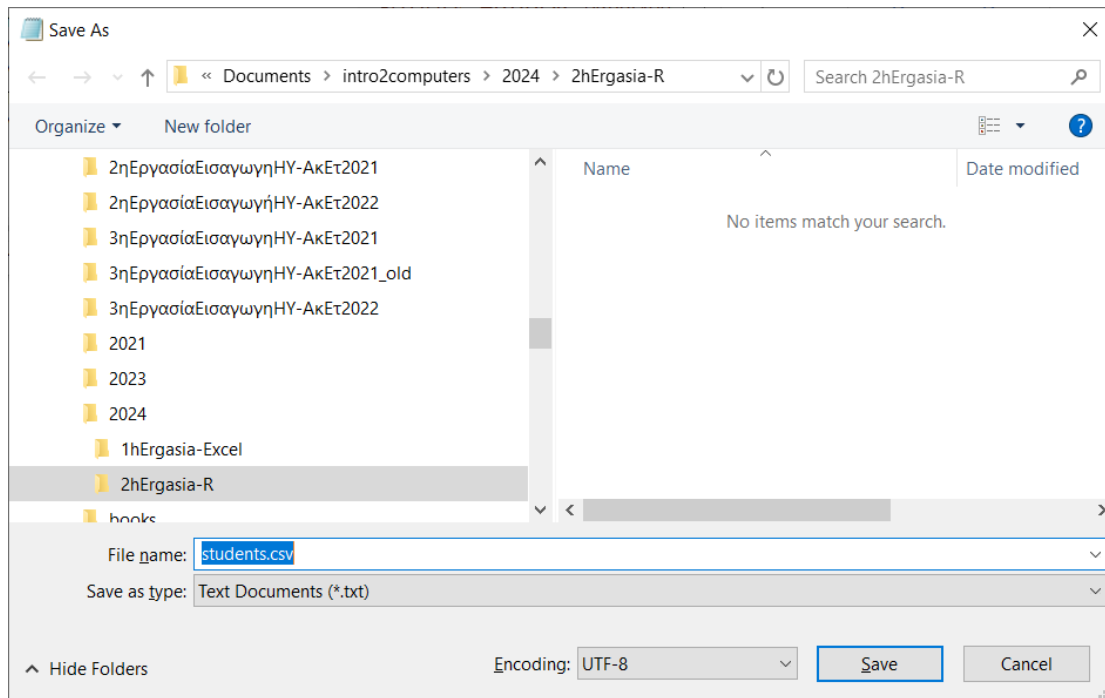 Save As
« Documents > intro2computers > 2024 > 2hErgasia-R
Search 2hErgasia-R
Organize
New folder
?
2ηΕργασίαΕισαγωγηΗΥ-ΑκΕτ2021
2ηΕργασίαΕισαγωγήΗΥ-ΑκΕτ2022
3ηΕργασίαΕισαγωγηΗΥ-ΑκΕτ2021
3ηΕργασίαΕισαγωγηΗΥ-ΑκΕτ2021_old
3ηΕργασίαΕισαγωγηΗΥ-ΑκΕτ2022
2021
2023
2024
1hErgasia-Excel
2hErgasia-R
books
Name
Date modified
No items match your search.
File name: students.csv
Save as type: Text Documents (*.txt)
Hide Folders
Encoding: UTF-8
Save
Cancel